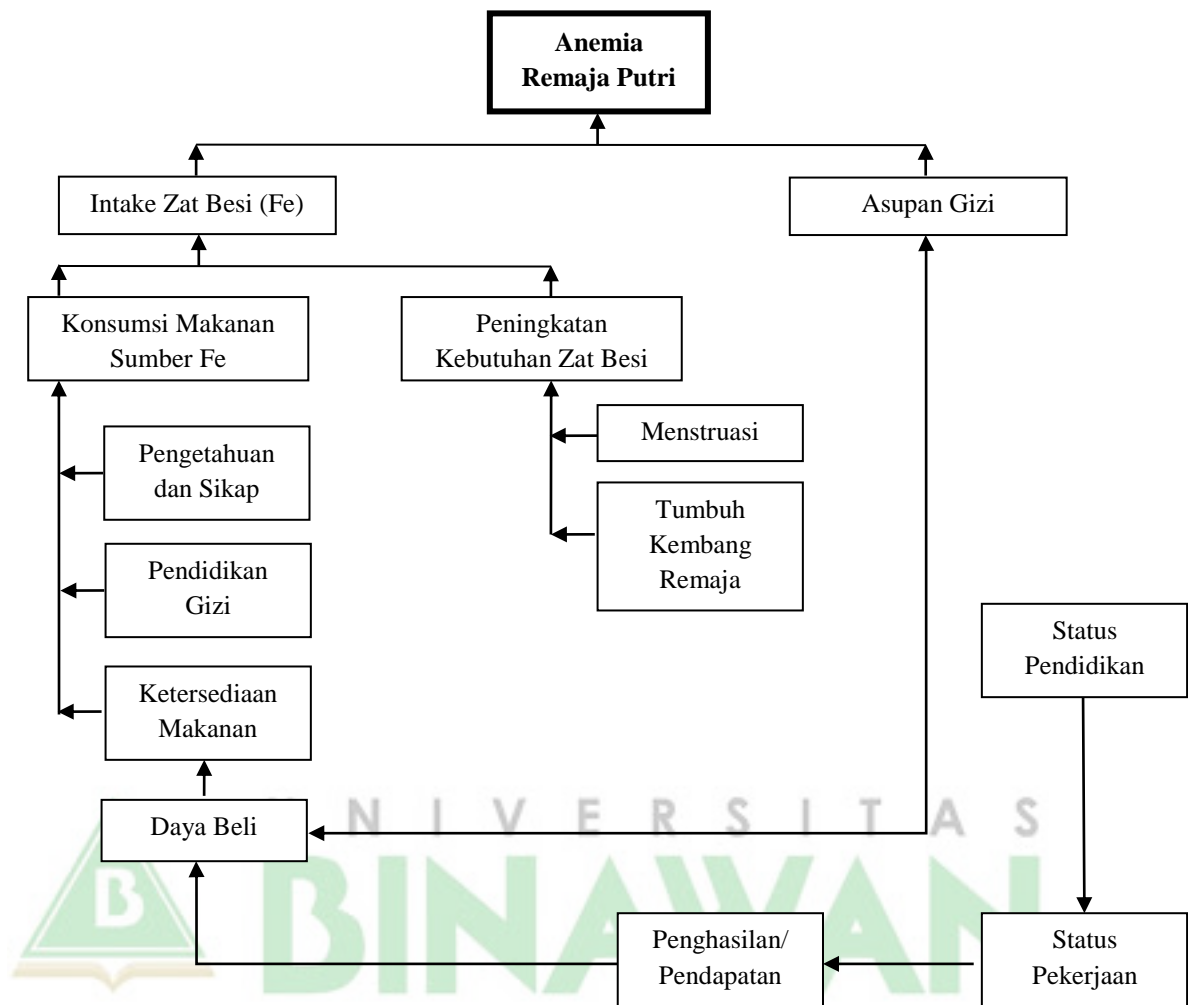 Anemia
Remaja Putri
Intake Zat Besi (Fe)
Asupan Gizi
Konsumsi Makanan
Sumber Fe
Peningkatan
Kebutuhan Zat Besi
Menstruasi
Pengetahuan
dan Sikap
Tumbuh
Kembang
Remaja
Pendidikan
Gizi
Status
Pendidikan
Ketersediaan
Makanan
Daya Beli
UNIVERSITAS
B
BINAWAN
Penghasilan/
Pendapatan
Status
Pekerjaan